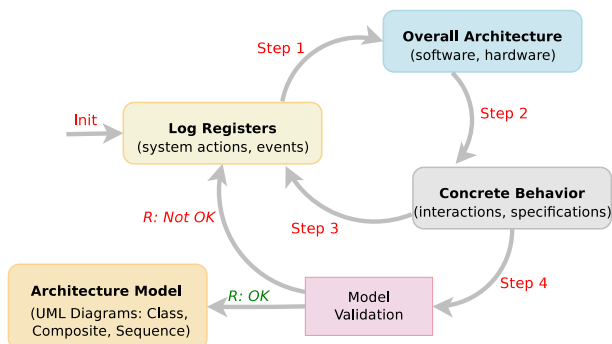 Step 1
Overall Architecture
(software, hardware)
Init
Log Registers
(system actions, events)
Step 2
Concrete Behavior
(interactions, specifications)
R: Not OK
Step 3
Step 4
Architecture Model
(UML Diagrams: Class,
Composite, Sequence)
R: OK
Model
Validation